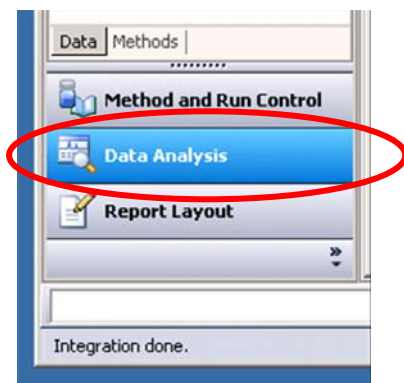 Data Methods
Method and Run Control
Data Analysis
Report Layout
Integration done.